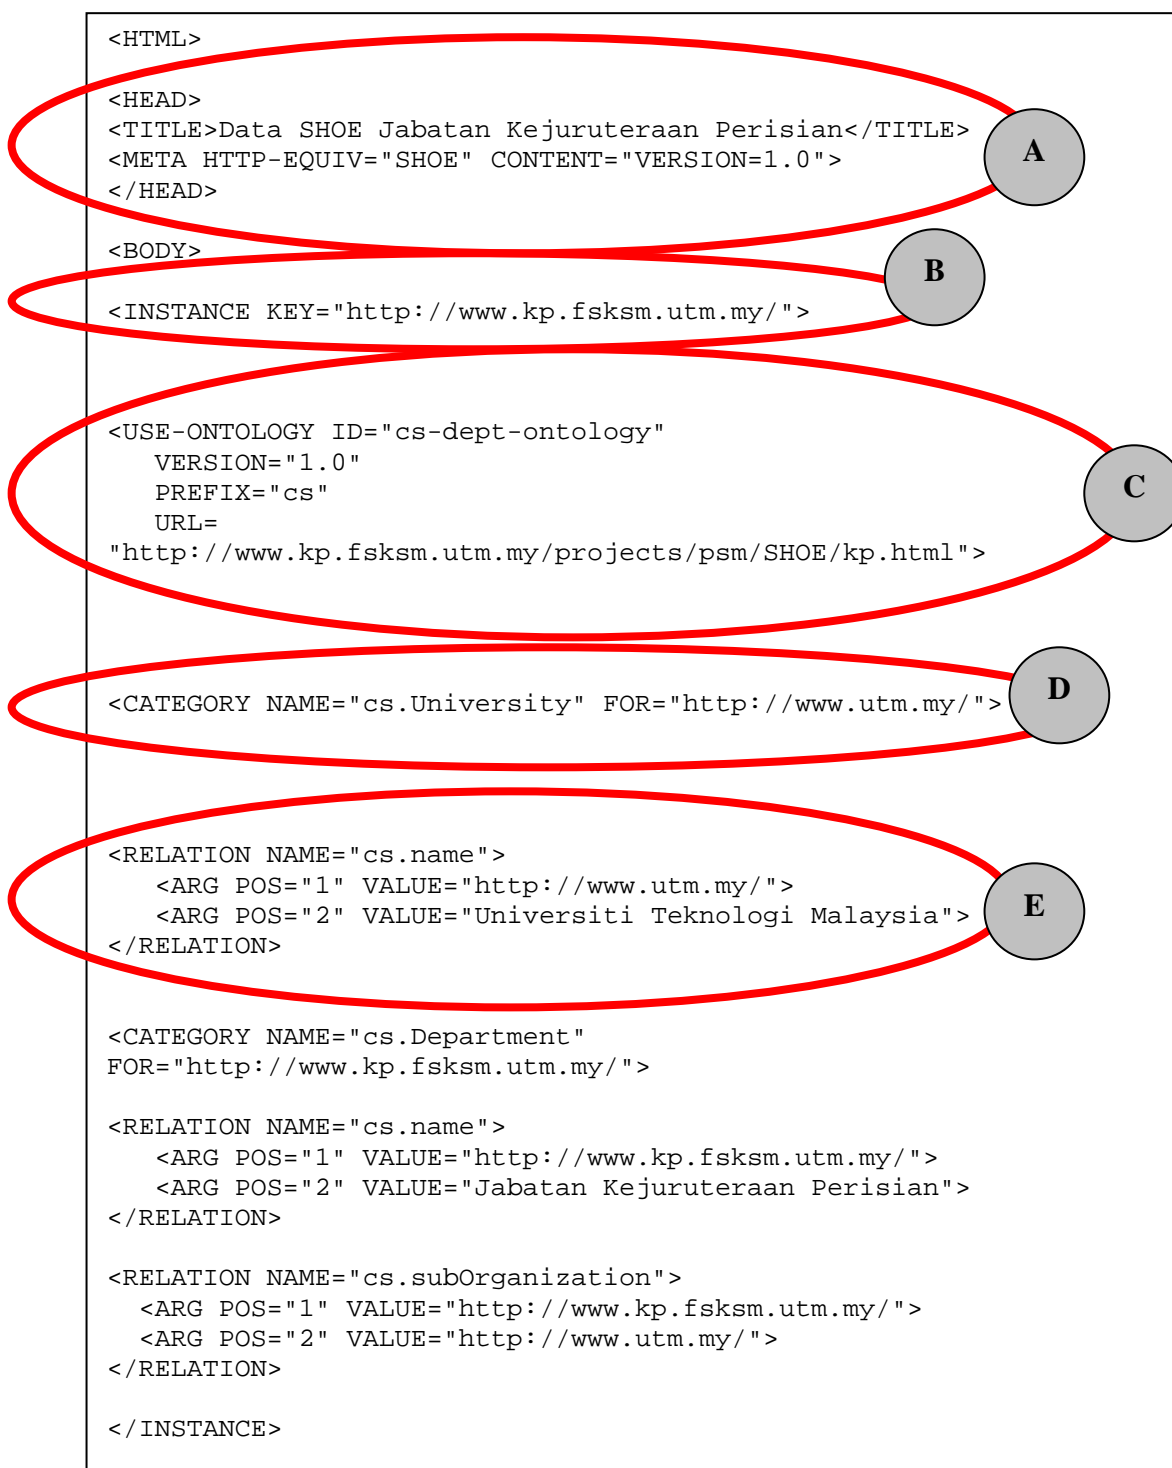 <HTML>
<HEAD>
<TITLE>Data SHOE Jabatan Kejuruteraan Perisian</TITLE>
<META HTTP-EQUIV="SHOE" CONTENT="VERSION=1.0">
</HEAD>
A
<BODY>
B
<INSTANCE KEY="http://www.kp.fsksm.utm.my/">
<USE-ONTOLOGY ID="cs-dept-ontology"
VERSION="1.0"
PREFIX="cs"
C
URL=
"http://www.kp.fsksm.utm.my/projects/psm/SHOE/kp.html">
<CATEGORY NAME="cs.University" FOR="http://www.utm.my/">
D
<RELATION NAME="cs.name">
<ARG POS="1" VALUE="http://www.utm.my/">
<ARG POS="2" VALUE="Universiti Teknologi Malaysia">
</RELATION>
E
<CATEGORY NAME="cs.Department"
FOR="http://www.kp.fsksm.utm.my/">
<RELATION NAME="cs.name">
<ARG POS="1" VALUE="http://www.kp.fsksm.utm.my/">
<ARG POS="2" VALUE="Jabatan Kejuruteraan Perisian">
</RELATION>
<RELATION NAME="cs.subOrganization">
<ARG POS="1" VALUE="http://www.kp.fsksm.utm.my/">
<ARG POS="2" VALUE="http://www.utm.my/">
</RELATION>
</INSTANCE>